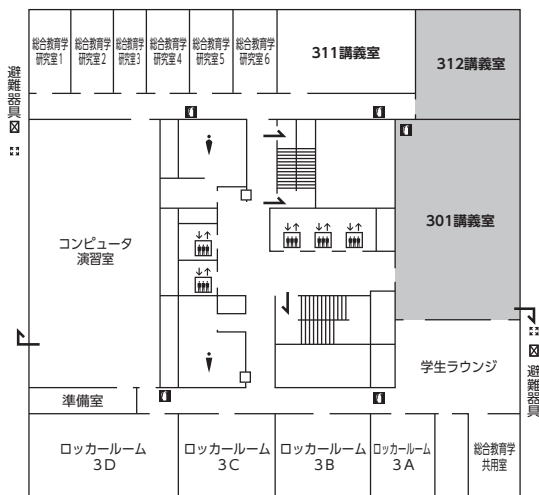 総合教育学
研究室1
総合教育学
研究室2
総合教育学
研究室3
総合教育学
研究室4
総合教育学
研究室5
総合教育学
研究室6
311講義室
312講義室
避難器具
301講義室
コンピュータ
演習室
学生ラウンジ
避難器具
準備室
ロッカールーム
3D
ロッカールーム
3C
ロッカールーム
3B
ロッカールーム
3A
総合教育学
共用室